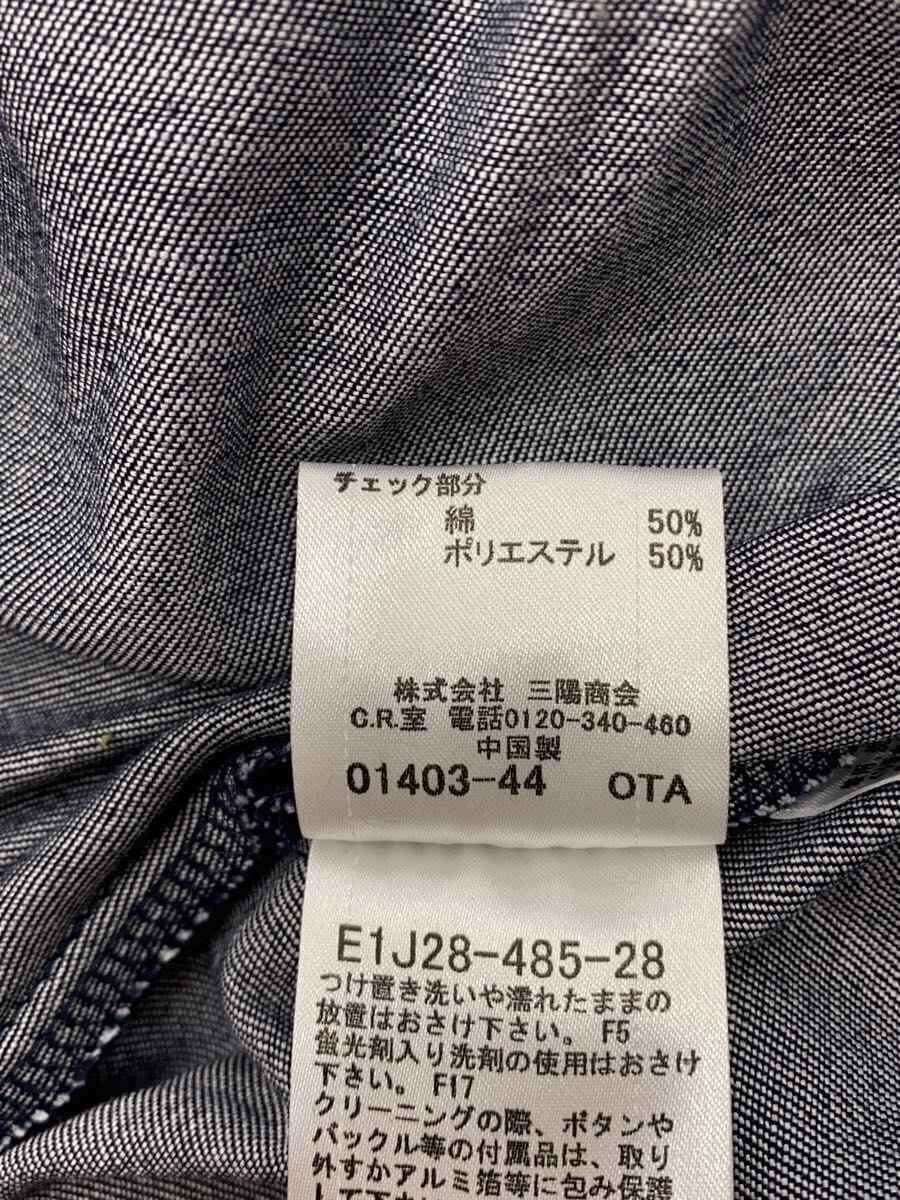 チェック部分
綿 50%
ポリエステル 50%
株式会社 三陽商会
C.R.室 電話0120-340-460
中国製
01403-44 OTA
E1J28-485-28
つけ置き洗いや濡れたままの
放置はおさけ下さい。 F5
蛍光剤入り洗剤の使用はおさけ
下さい。 F17
クリーニングの際、ボタンや
バックル等の付属品は、取り
外すかアルミ箔等に包み保護
して下さ